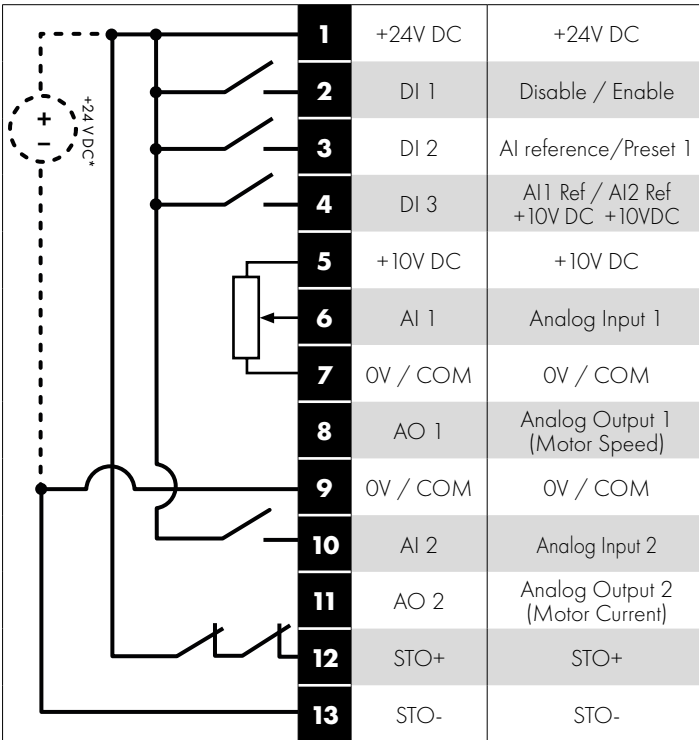 1 +24V DC +24V DC
+
−
+24 V DC*
2 DI 1 Disable / Enable
3 DI 2 AI reference/Preset 1
4 DI 3 AI1 Ref / AI2 Ref
+10V DC +10VDC
5 +10V DC +10V DC
6 AI 1 Analog Input 1
7 0V / COM 0V / COM
8 AO 1 Analog Output 1
(Motor Speed)
9 0V / COM 0V / COM
10 AI 2 Analog Input 2
11 AO 2 Analog Output 2
(Motor Current)
12 STO+ STO+
13 STO- STO-